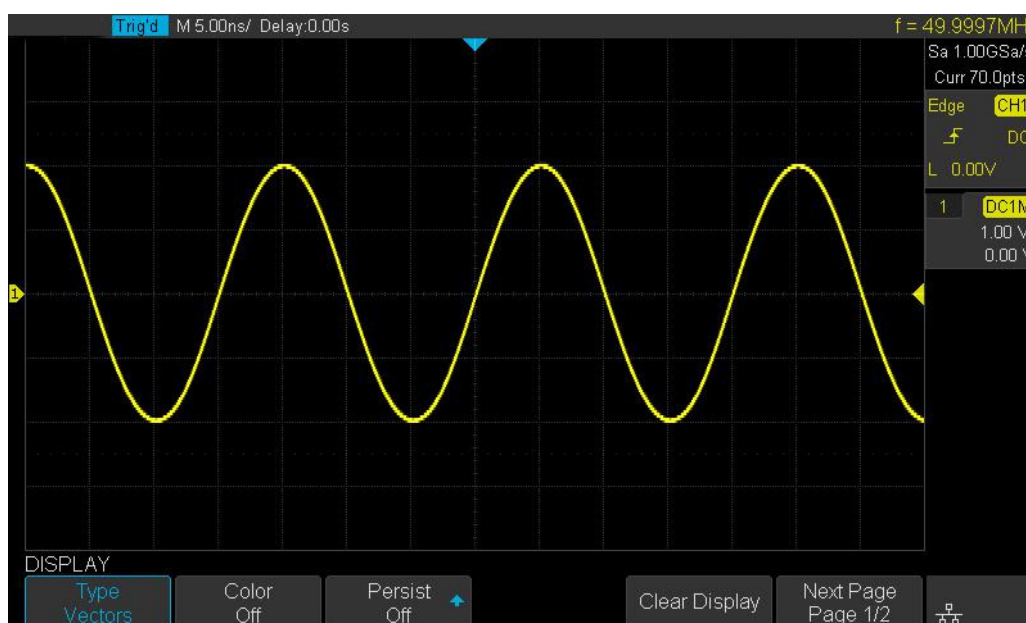 Trig'd M 5.00ns/ Delay:0.00s f = 49.9997MH
Sa 1.00GSa/s
Curr 70.0pts
Edge CH1
DC
L 0.00V
1 DC1M
1.00 V
0.00 V
1
DISPLAY
Type Color Persist Clear Display Next Page
Vectors Off Off Page 1/2